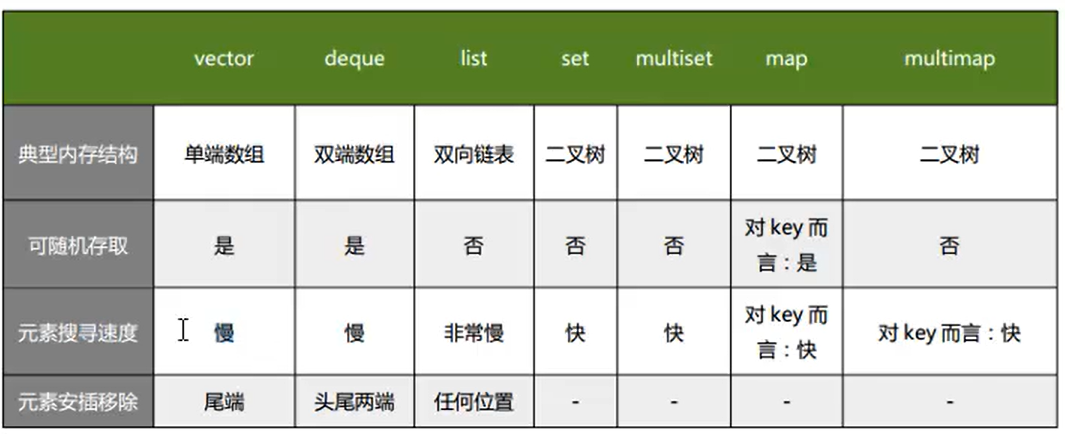 vector deque list set multiset map multimap
典型内存结构 单端数组 双端数组 双向链表 二叉树 二叉树 二叉树 二叉树
可随机存取 是 是 否 否 否 对 key 而言：是 否
元素搜寻速度 慢 慢 非常慢 快 快 对 key 而言：快 对 key 而言：快
元素安插移除 尾端 头尾两端 任何位置 - - - -